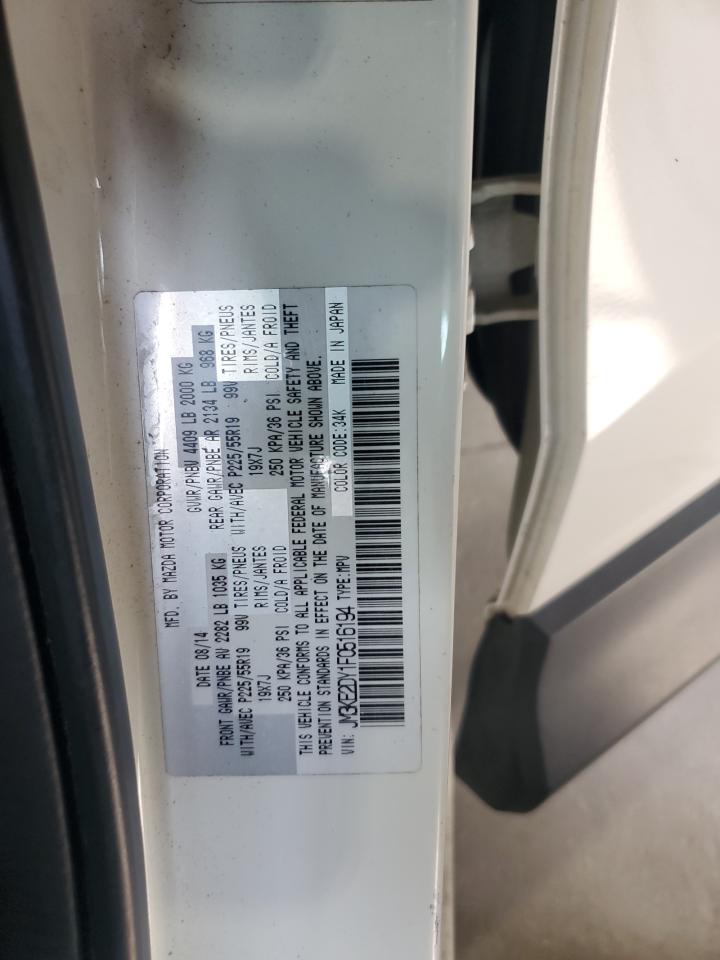 MFD. BY MAZDA MOTOR CORPORATION
DATE 08/14 GVWR/PNBV 4409 LB 2000 KG
FRONT GAWR/PNBE AV 2282 LB 1035 KG REAR GAWR/PNBE AR 2134 LB 968 KG
WITH/AVEC P225/55R19 99V TIRES/PNEUS WITH/AVEC P225/55R19 99V TIRES/PNEUS
19X7J RIMS/JANTES 19X7J RIMS/JANTES
250 KPA/36 PSI COLD/A FROID 250 KPA/36 PSI COLD/A FROID
THIS VEHICLE CONFORMS TO ALL APPLICABLE FEDERAL MOTOR VEHICLE SAFETY AND THEFT
PREVENTION STANDARDS IN EFFECT ON THE DATE OF MANUFACTURE SHOWN ABOVE.
VIN: JM3KE2DY1F0516194 TYPE:MPV COLOR CODE:34K MADE IN JAPAN